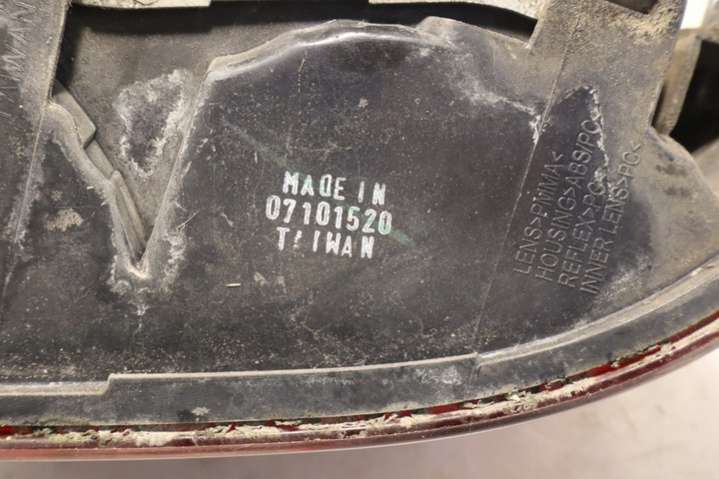 MADE IN
07101520
TAIWAN
LENS>PMMA<
HOUSING>ABS/PC<
REFLEX>PC<
INNER LENS>PC<